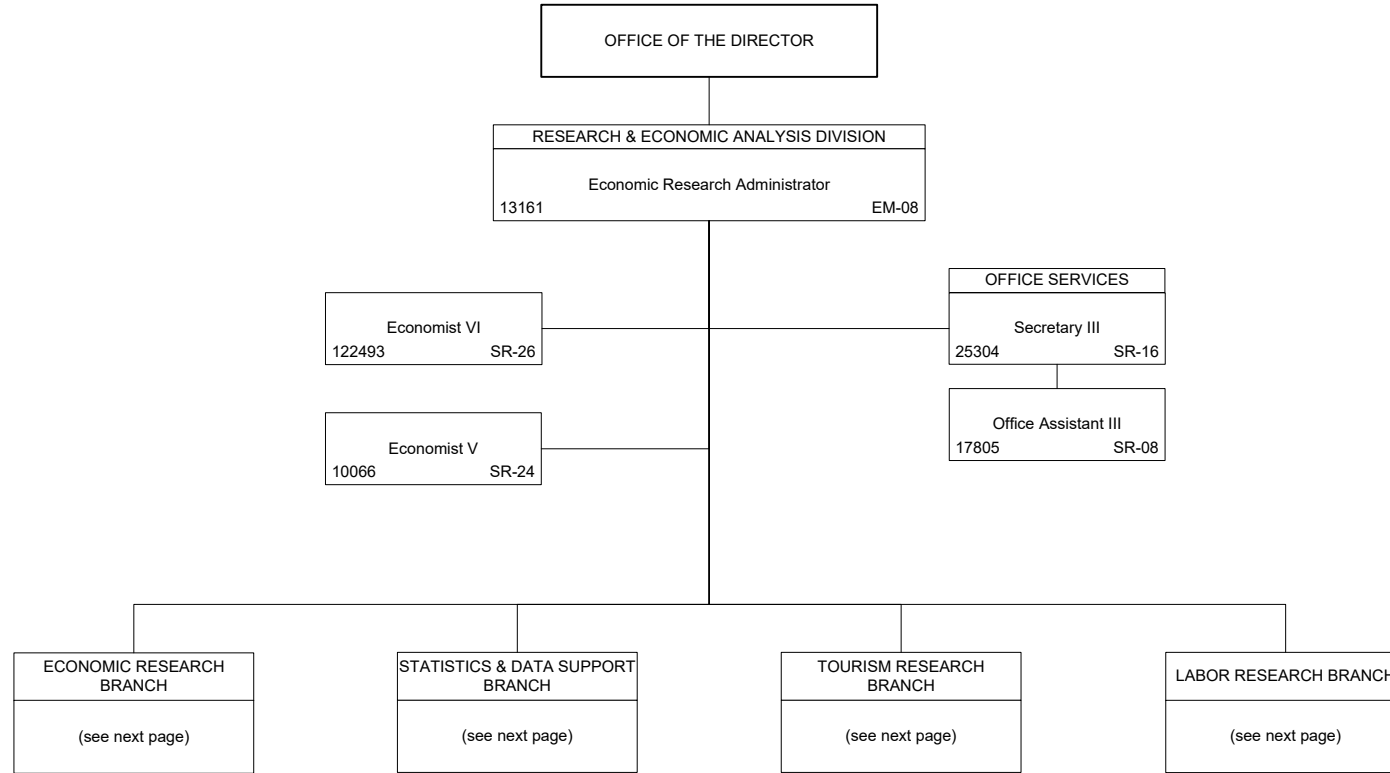 OFFICE OF THE DIRECTOR
RESEARCH & ECONOMIC ANALYSIS DIVISION
Economic Research Administrator
13161 EM-08
OFFICE SERVICES
Economist VI
122493 SR-26
Secretary III
25304 SR-16
Economist V
10066 SR-24
Office Assistant III
17805 SR-08
ECONOMIC RESEARCH
BRANCH
(see next page)
STATISTICS & DATA SUPPORT
BRANCH
(see next page)
TOURISM RESEARCH
BRANCH
(see next page)
LABOR RESEARCH BRANCH
(see next page)